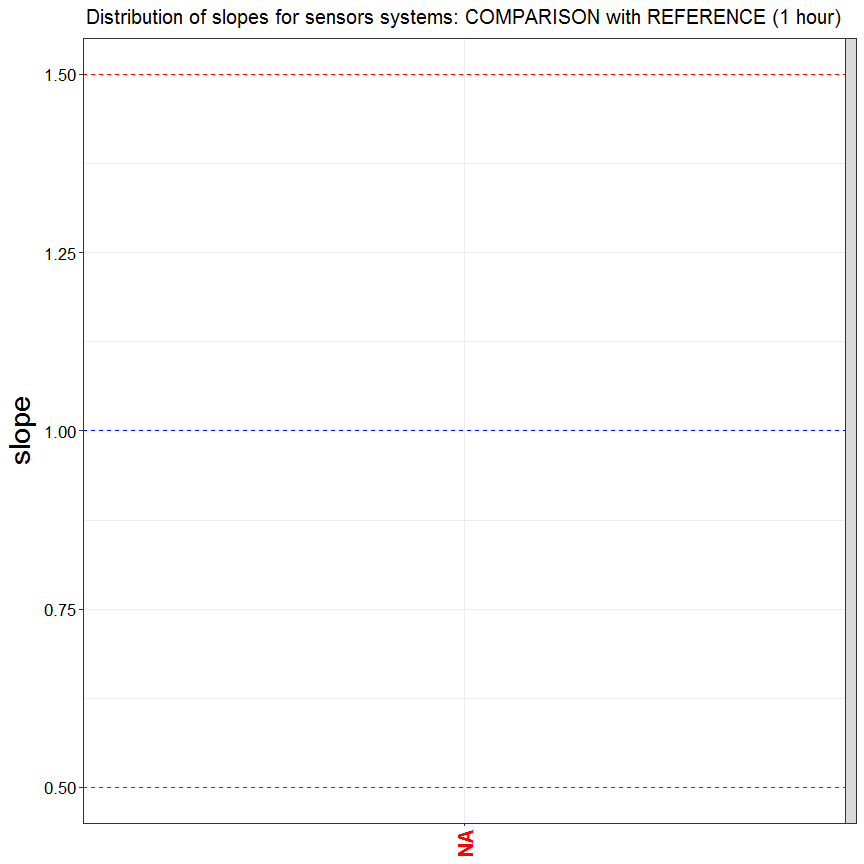 Distribution of slopes for sensors systems: COMPARISON with REFERENCE (1 hour)
slope
1.50
1.25
1.00
0.75
0.50
NA